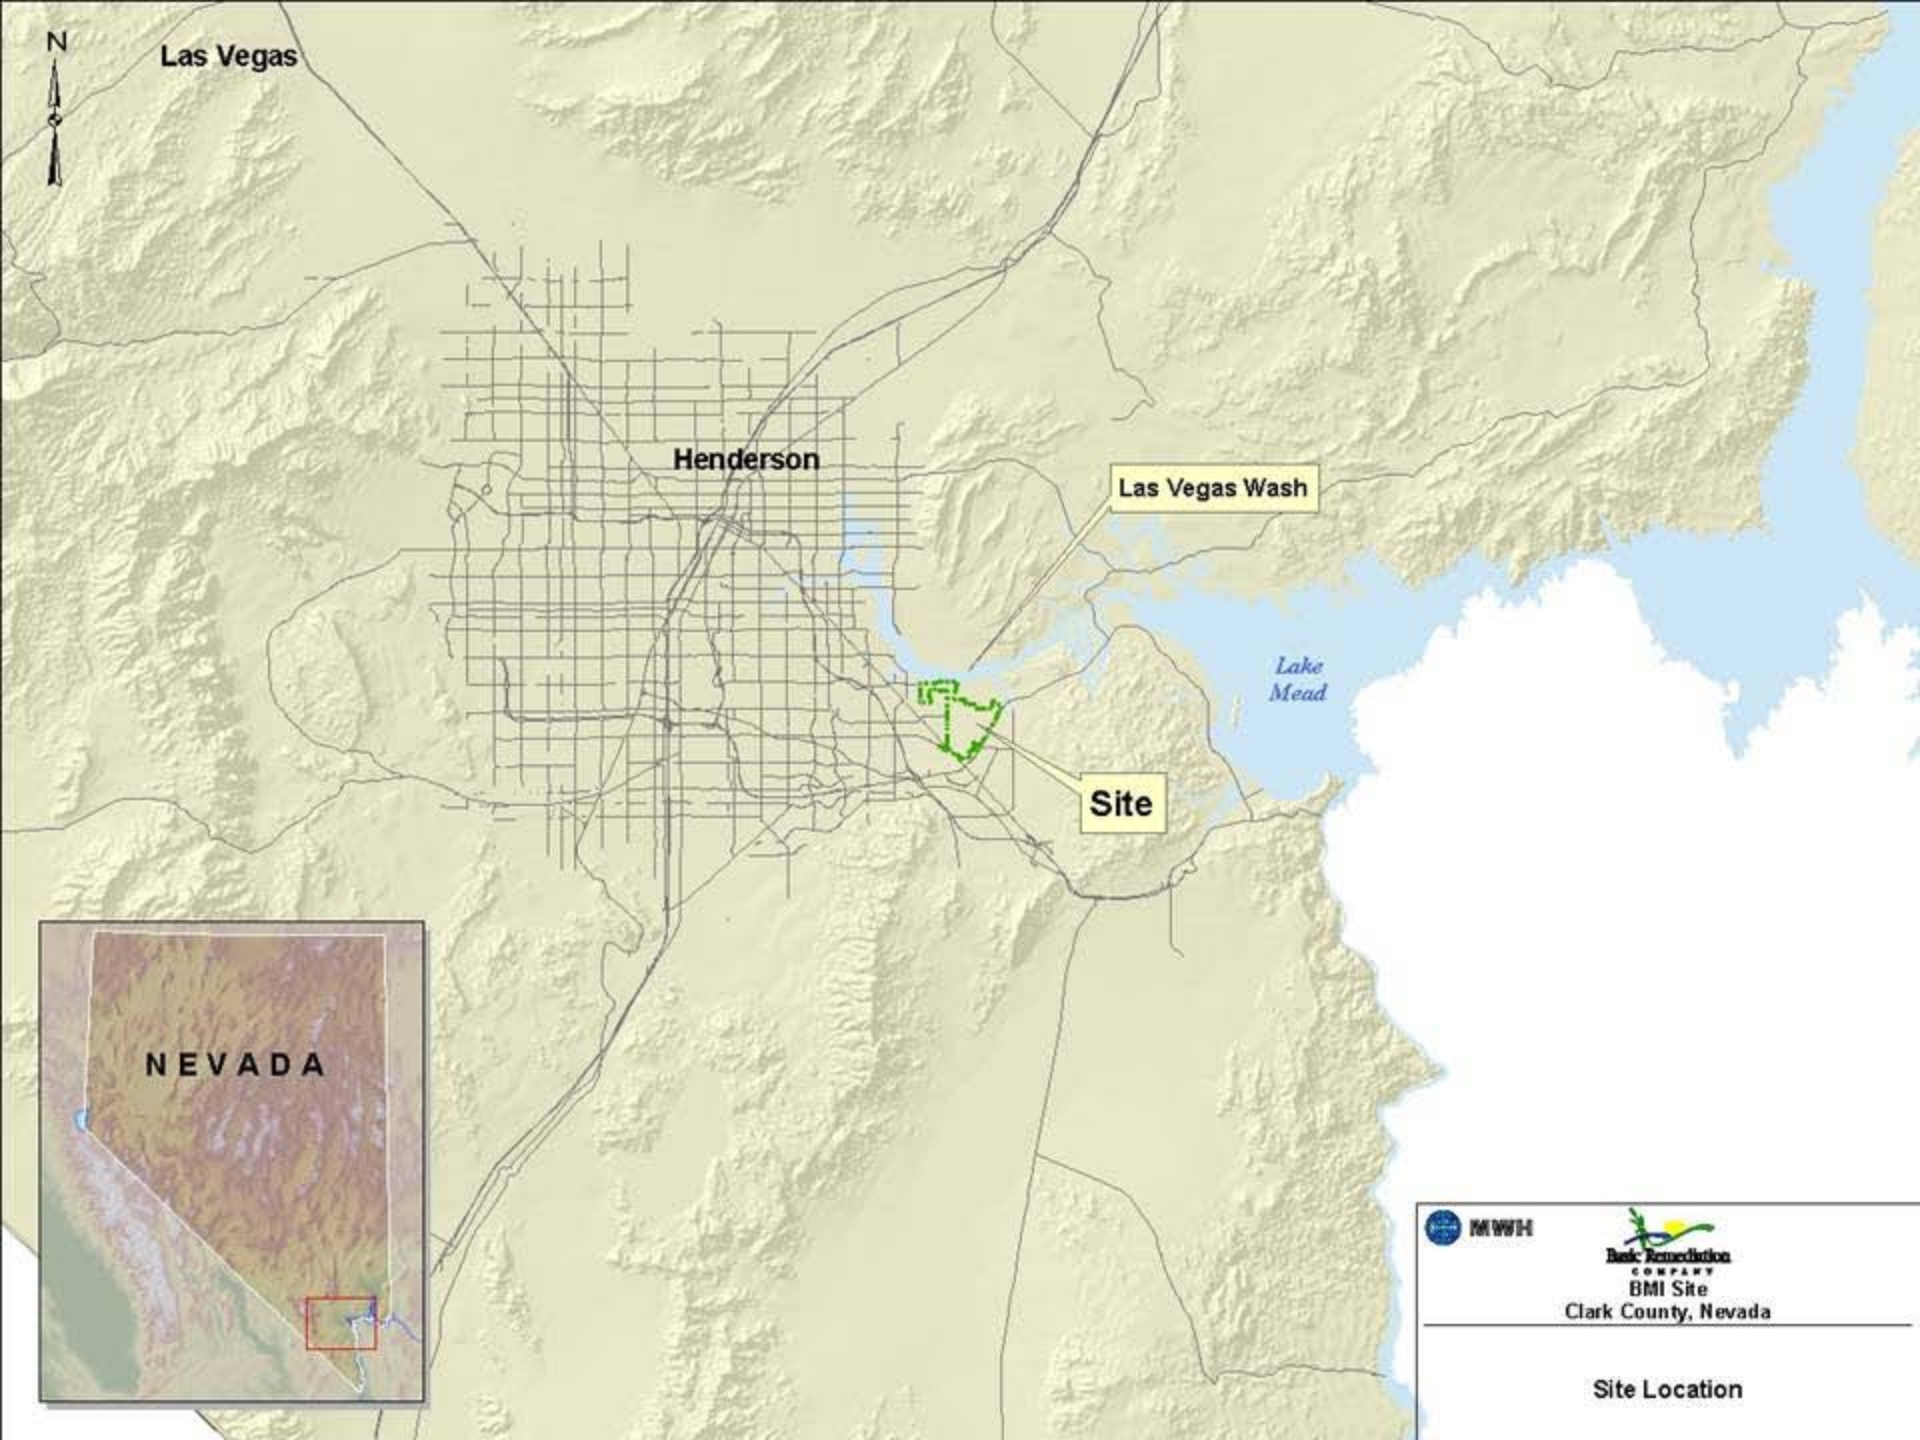 N
Las Vegas
Henderson
Las Vegas Wash
Lake
Mead
Site
NEVADA
MWH
Basic Remediation
COMPANY
BMI Site
Clark County, Nevada
Site Location